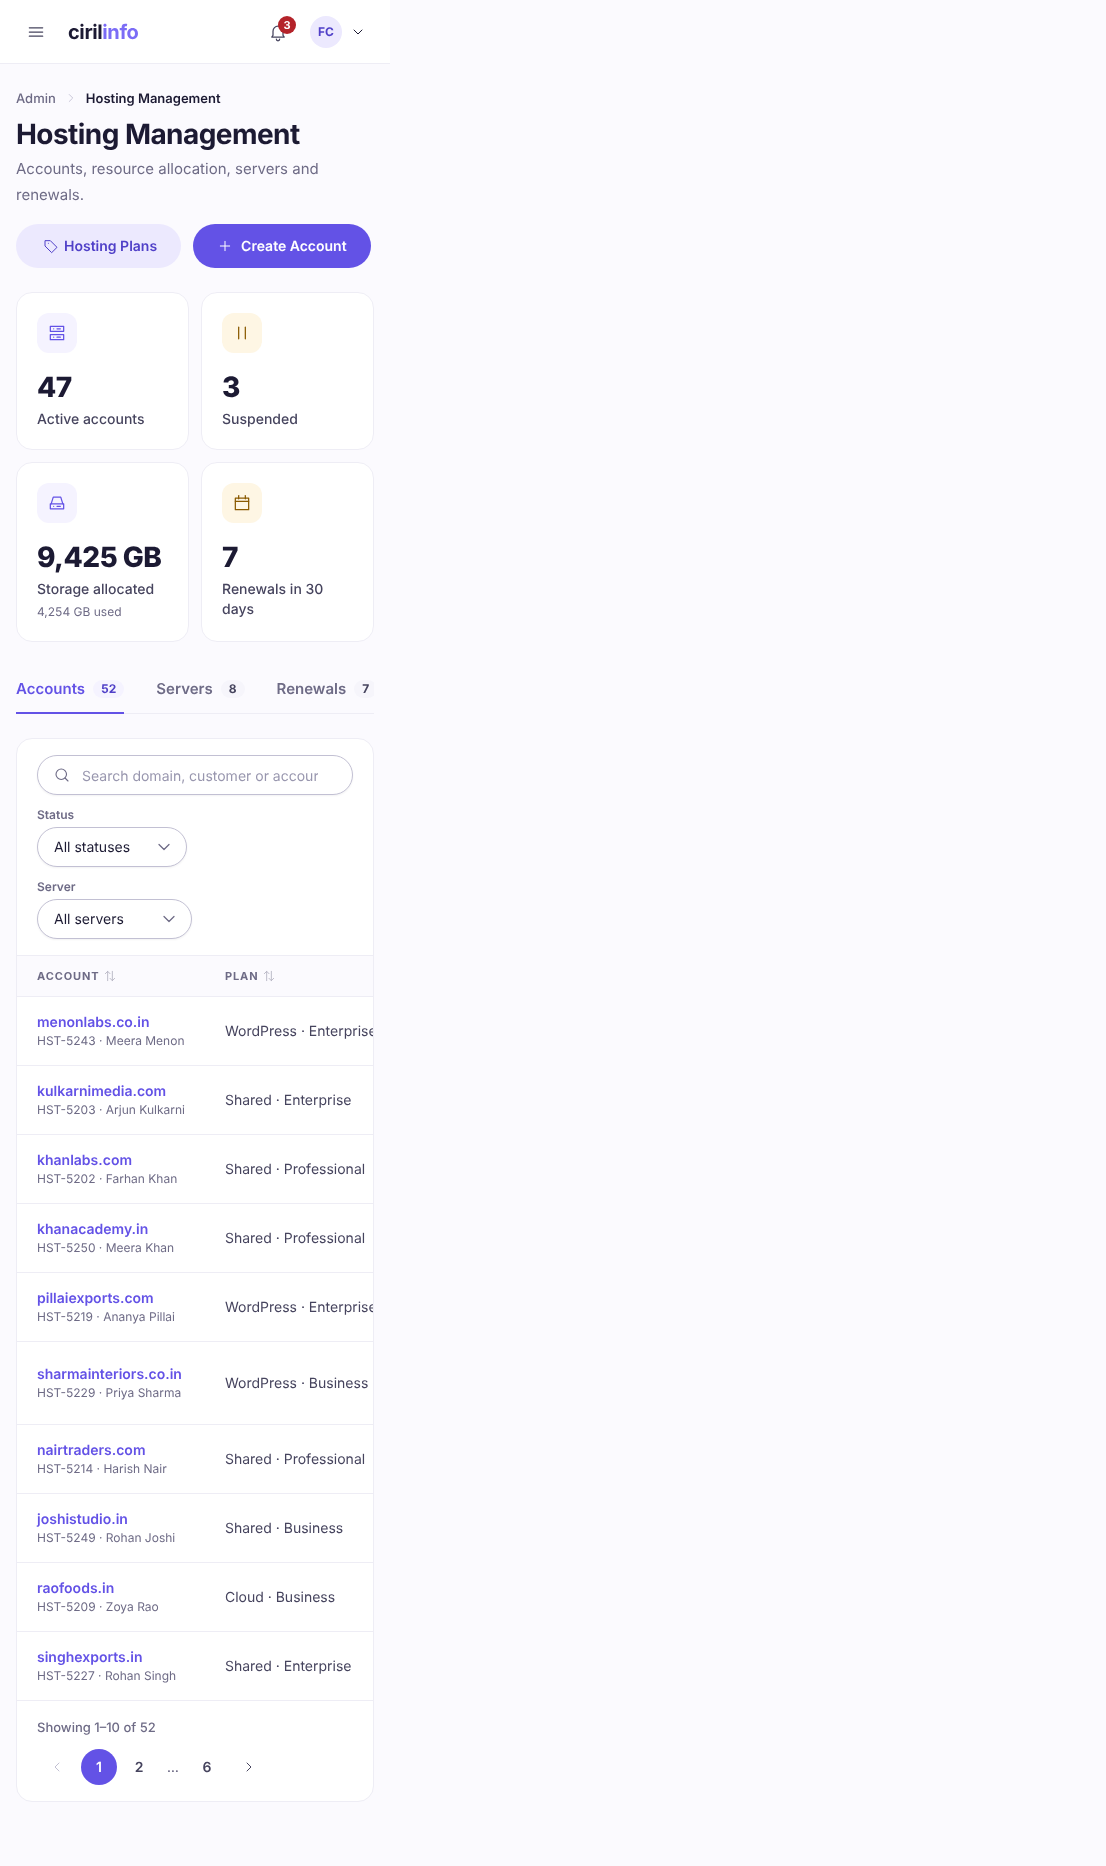 cirilinfo
3
FC
Admin
Hosting Management
Hosting Management
Accounts, resource allocation, servers and
renewals.
Hosting Plans
Create Account
47
Active accounts
3
Suspended
9,425 GB
Storage allocated
4,254 GB used
7
Renewals in 30
days
Accounts 52
Servers 8
Renewals 7
Search domain, customer or accour
Status
All statuses
Server
All servers
ACCOUNT PLAN
menonlabs.co.in
HST-5243 · Meera Menon
WordPress · Enterprise
kulkarnimedia.com
HST-5203 · Arjun Kulkarni
Shared · Enterprise
khanlabs.com
HST-5202 · Farhan Khan
Shared · Professional
khanacademy.in
HST-5250 · Meera Khan
Shared · Professional
pillaiexports.com
HST-5219 · Ananya Pillai
WordPress · Enterprise
sharmainteriors.co.in
HST-5229 · Priya Sharma
WordPress · Business
nairtraders.com
HST-5214 · Harish Nair
Shared · Professional
joshistudio.in
HST-5249 · Rohan Joshi
Shared · Business
raofoods.in
HST-5209 · Zoya Rao
Cloud · Business
singhexports.in
HST-5227 · Rohan Singh
Shared · Enterprise
Showing 1–10 of 52
1 2 ... 6